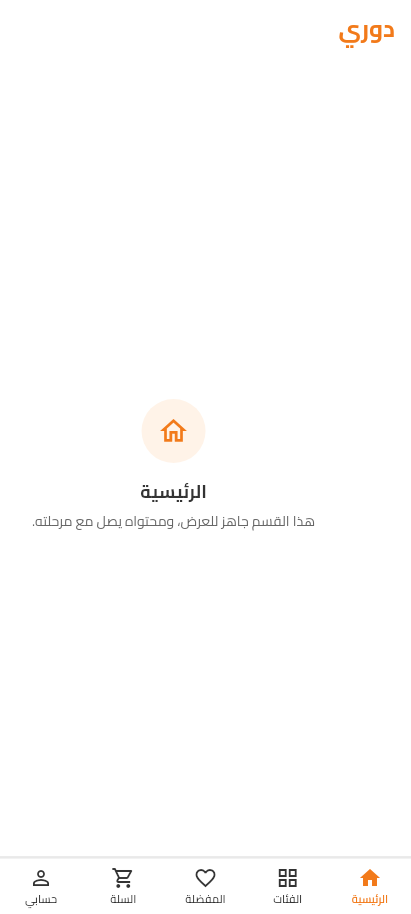 دوري
الرئيسية
هذا القسم جاهز للعرض، ومحتواه يصل مع مرحلته.
الرئيسية
الفئات
المفضلة
السلة
حسابي